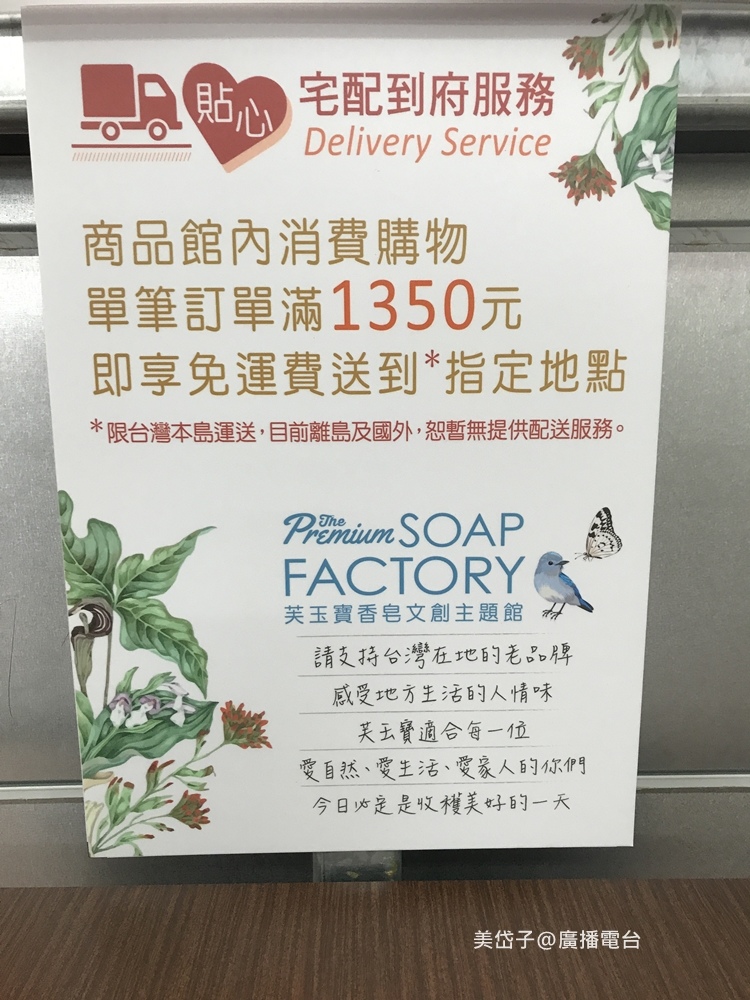 貼心
宅配到府服務
Delivery Service
商品館內消費購物
單筆訂單滿1350元
即享免運費送到*指定地點
*限台灣本島運送,目前離島及國外,恕暫無提供配送服務。
The Premium SOAP
FACTORY
芙玉寶香皂文創主題館
請支持台灣在地的老品牌
感受地方生活的人情味
芙玉寶適合每一位
愛自然、愛生活、愛家人的你們
今日必定是收穫美好的一天
美岱子@廣播電台